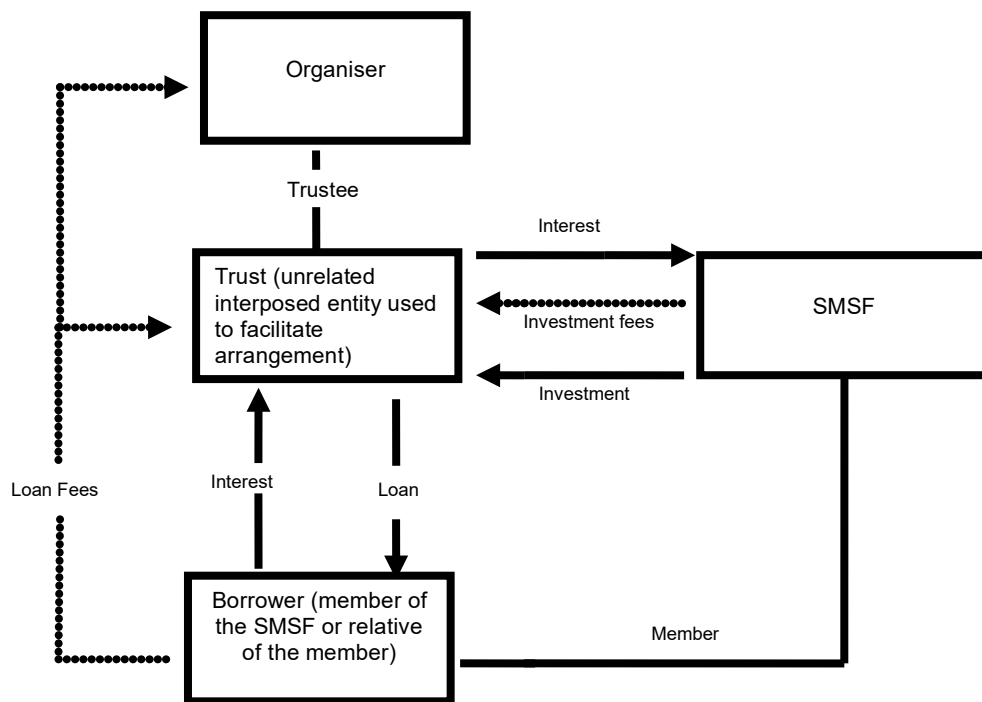 Organiser
Trustee
Interest
Trust (unrelated
interposed entity used
to facilitate
arrangement)
SMSF
Investment fees
Investment
Loan Fees
Interest
Loan
Borrower (member of
the SMSF or relative
of the member)
Member